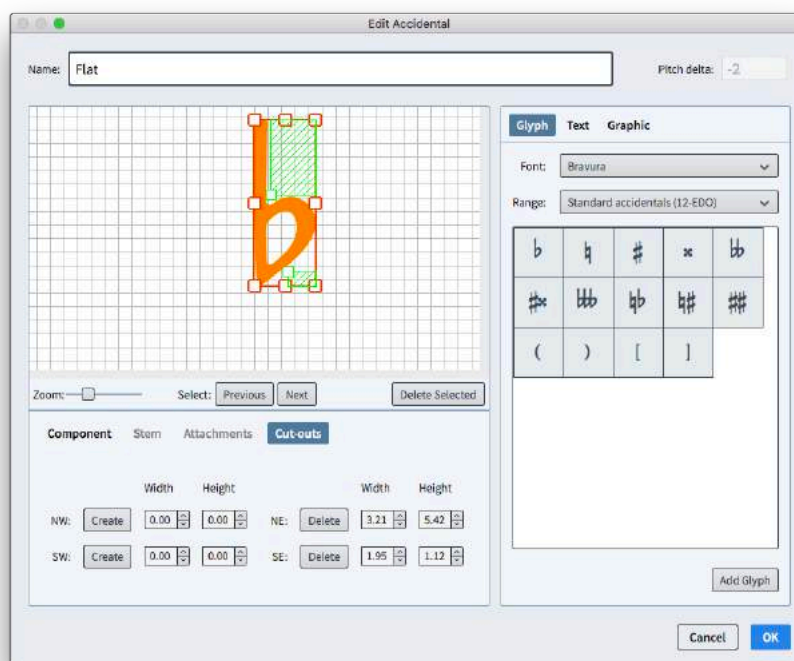 Edit Accidental
Name: Flat
Pitch delta: -2
Glyph Text Graphic
Font: Bravura
Range: Standard accidentals (12-EDO)
Zoom: Select: Previous Next Delete Selected
Component Stem Attachments Cut-outs
Width Height Width Height
NW: Create 0.00 0.00 NE: Delete 3.21 5.42
SW: Create 0.00 0.00 SE: Delete 1.95 1.12
Add Glyph
Cancel OK